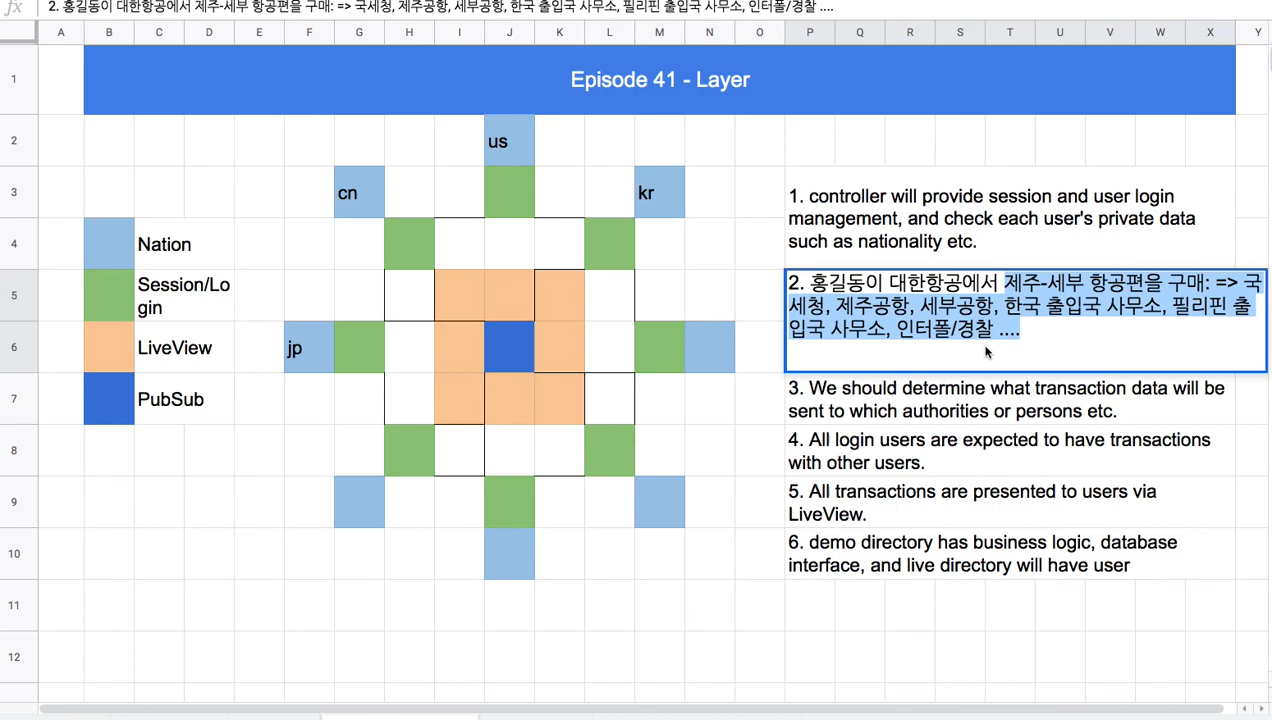 2. 홍길동이 대한항공에서 제주-세부 항공편을 구매: => 국세청, 제주공항, 세부공항, 한국 출입국 사무소, 필리핀 출입국 사무소, 인터폴/경찰 ....
A B C D E F G H I J K L M N O P Q R S T U V W X Y
1
Episode 41 - Layer
2
us
3
cn
kr
1. controller will provide session and user login
management, and check each user's private data
such as nationality etc.
4
Nation
5
Session/Lo
gin
2. 홍길동이 대한항공에서 제주-세부 항공편을 구매: => 국
세청, 제주공항, 세부공항, 한국 출입국 사무소, 필리핀 출
입국 사무소, 인터폴/경찰 ....
6
LiveView
jp
7
PubSub
3. We should determine what transaction data will be
sent to which authorities or persons etc.
8
4. All login users are expected to have transactions
with other users.
9
5. All transactions are presented to users via
LiveView.
10
6. demo directory has business logic, database
interface, and live directory will have user
11
12